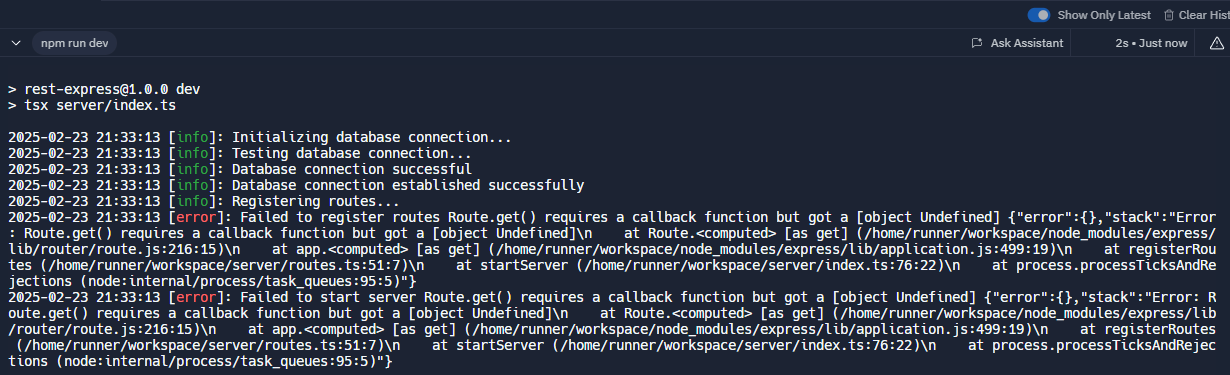 Show Only Latest
Clear Hist
npm run dev
Ask Assistant
2s • Just now
> rest-express@1.0.0 dev
> tsx server/index.ts
2025-02-23 21:33:13 [info]: Initializing database connection...
2025-02-23 21:33:13 [info]: Testing database connection...
2025-02-23 21:33:13 [info]: Database connection successful
2025-02-23 21:33:13 [info]: Database connection established successfully
2025-02-23 21:33:13 [info]: Registering routes...
2025-02-23 21:33:13 [error]: Failed to register routes Route.get() requires a callback function but got a [object Undefined] {"error":{},"stack":"Error
: Route.get() requires a callback function but got a [object Undefined]\n    at Route.<computed> [as get] (/home/runner/workspace/node_modules/express/
lib/router/route.js:216:15)\n    at app.<computed> [as get] (/home/runner/workspace/node_modules/express/lib/application.js:499:19)\n    at registerRou
tes (/home/runner/workspace/server/routes.ts:51:7)\n    at startServer (/home/runner/workspace/server/index.ts:76:22)\n    at process.processTicksAndRe
jections (node:internal/process/task_queues:95:5)"}
2025-02-23 21:33:13 [error]: Failed to start server Route.get() requires a callback function but got a [object Undefined] {"error":{},"stack":"Error: R
oute.get() requires a callback function but got a [object Undefined]\n    at Route.<computed> [as get] (/home/runner/workspace/node_modules/express/lib
/router/route.js:216:15)\n    at app.<computed> [as get] (/home/runner/workspace/node_modules/express/lib/application.js:499:19)\n    at registerRoutes
 (/home/runner/workspace/server/routes.ts:51:7)\n    at startServer (/home/runner/workspace/server/index.ts:76:22)\n    at process.processTicksAndRejec
tions (node:internal/process/task_queues:95:5)"}